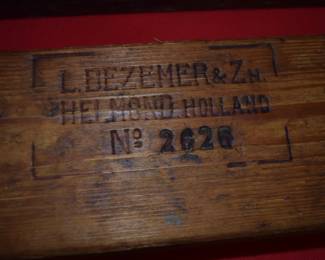 L. BEZEMER & ZN.
HELMOND HOLLAND
No 2626